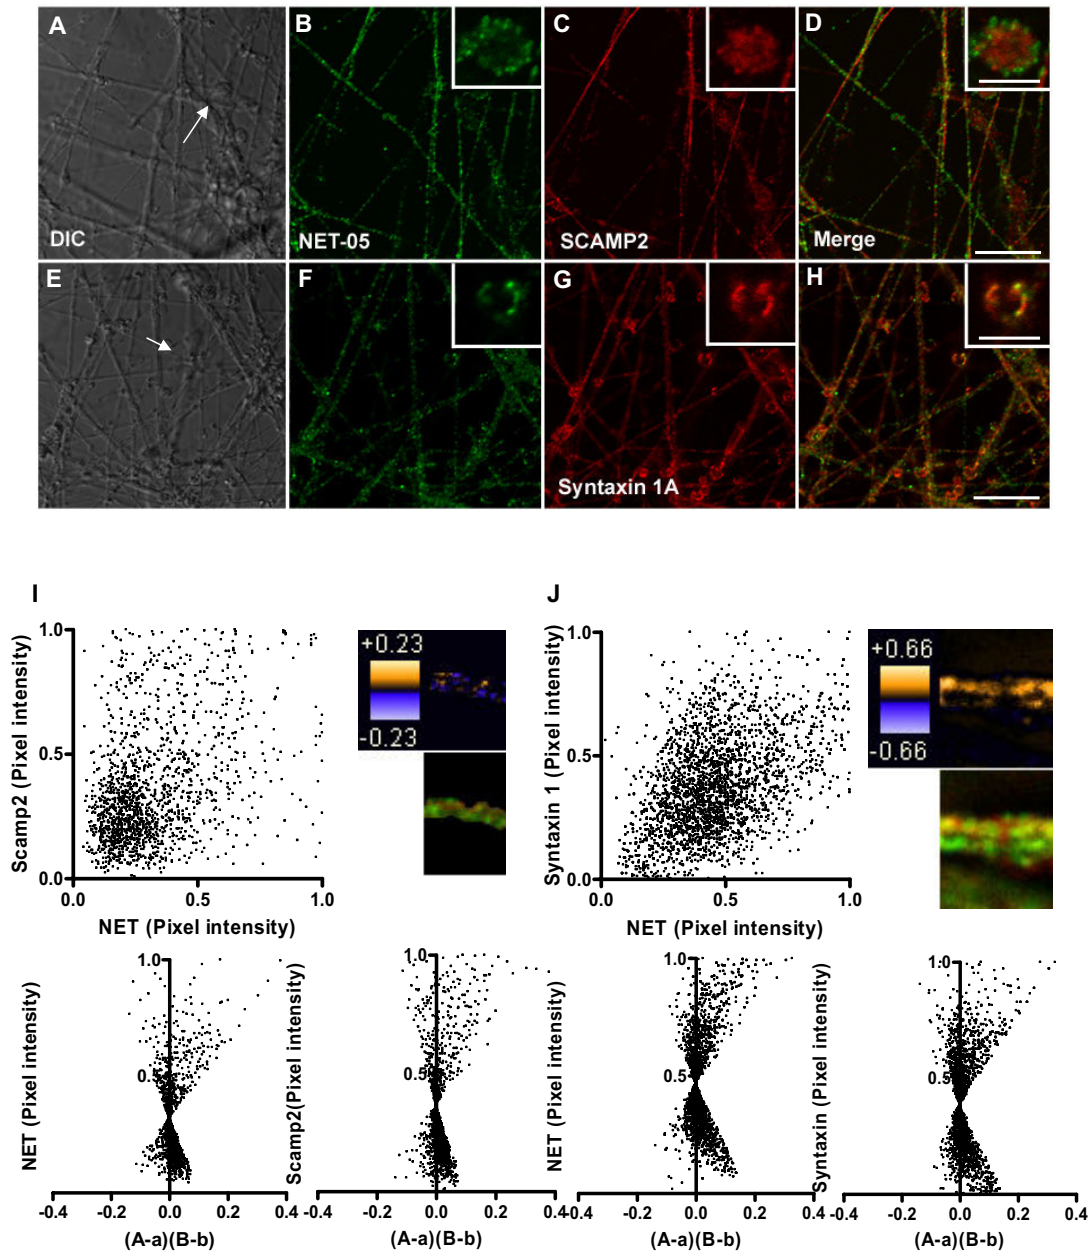 A B C D
DIC NET-05 SCAMP2 Merge
E F G H
Syntaxin 1A
I J
Scamp2 (Pixel intensity)
1.0
0.5
0.0
0.0 0.5 1.0
NET (Pixel intensity)
+0.23
-0.23
Syntaxin 1 (Pixel intensity)
1.0
0.5
0.0
0.0 0.5 1.0
NET (Pixel intensity)
+0.66
-0.66
NET (Pixel intensity)
1.0
0.5
-0.4 -0.2 0.0 0.2 0.4
(A-a)(B-b)
Scamp2(Pixel intensity)
1.0
0.5
-0.4 -0.2 0.0 0.2 0.4
(A-a)(B-b)
NET (Pixel intensity)
1.0
0.5
-0.4 -0.2 0.0 0.2 0.4
(A-a)(B-b)
Syntaxin (Pixel intensity)
1.0
0.5
-0.4 -0.2 0.0 0.2 0.4
(A-a)(B-b)